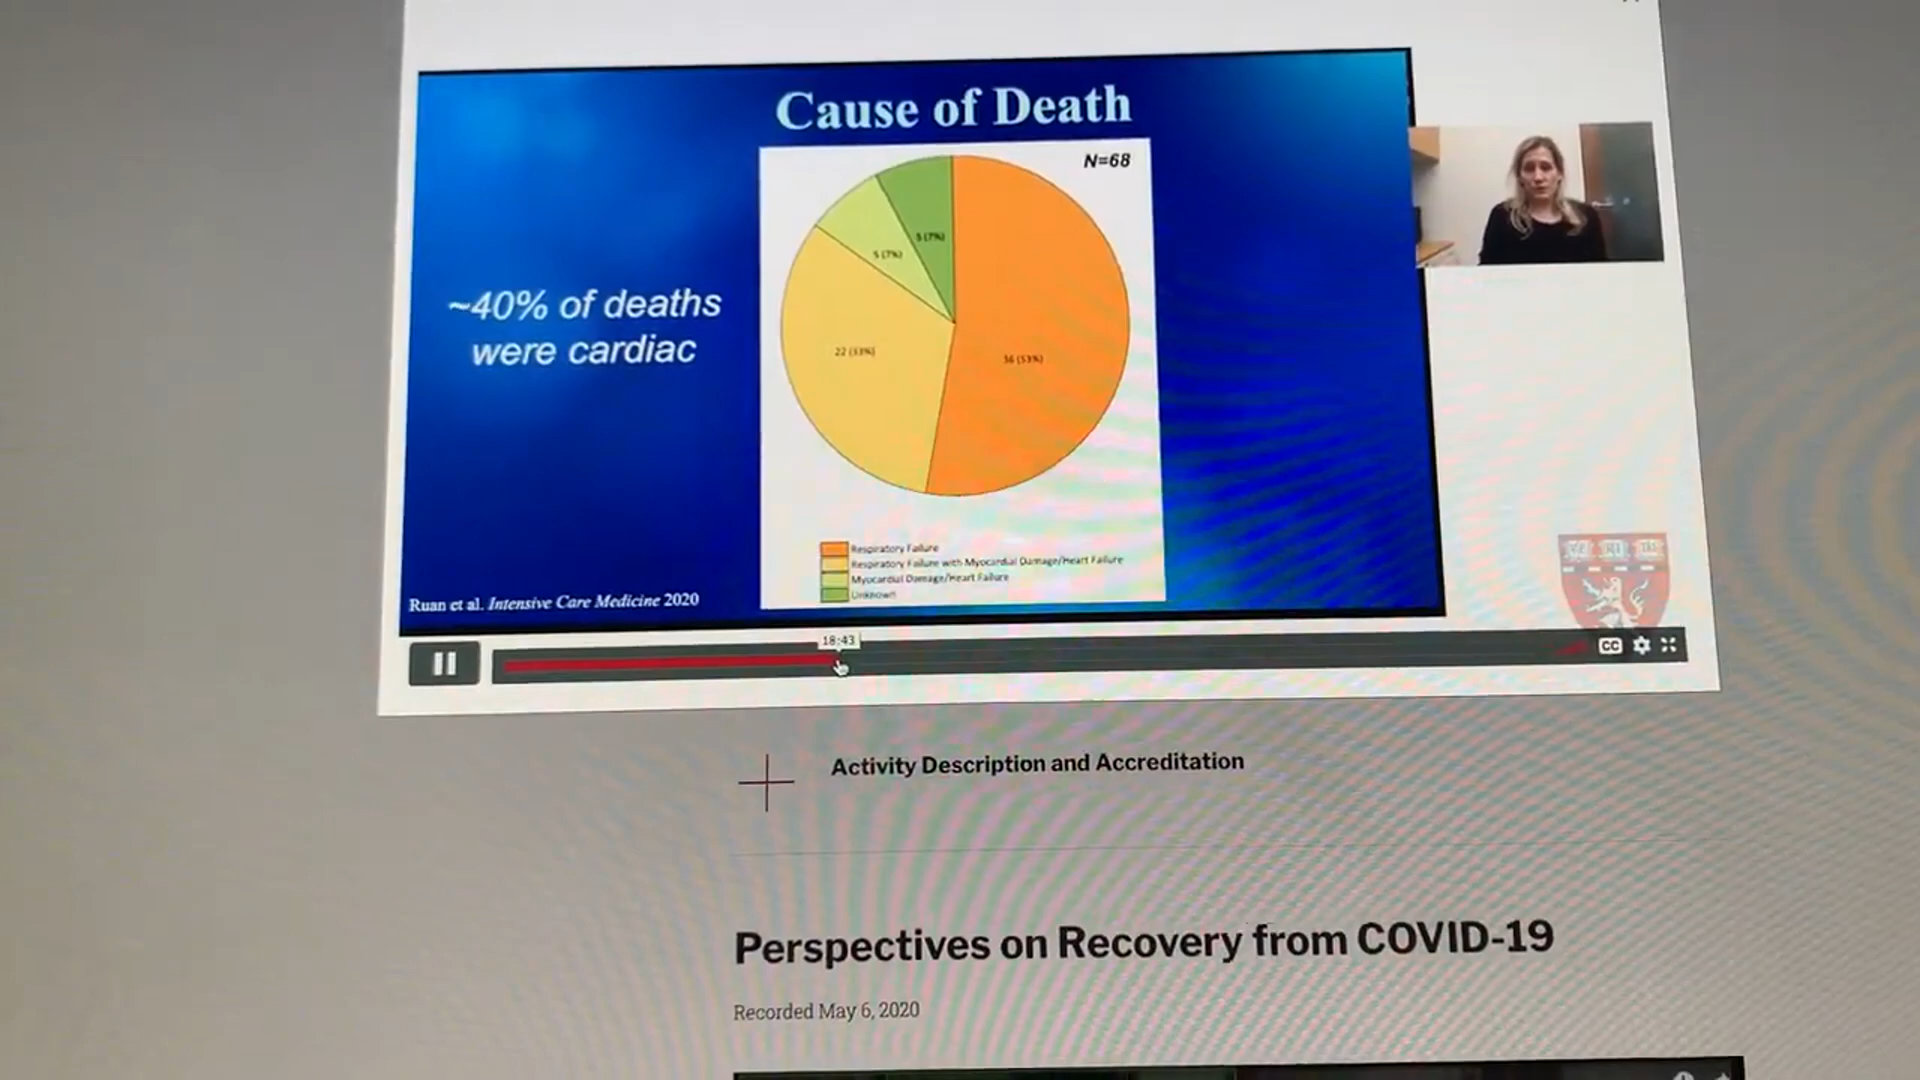 Cause of Death
N=68
5 (7%)
5 (7%)
~40% of deaths
were cardiac
22 (33%)
36 (53%)
Respiratory Failure
Respiratory Failure with Myocardial Damage/Heart Failure
Myocardial Damage/Heart Failure
Unknown
Ruan et al. Intensive Care Medicine 2020
18:43
CC
Activity Description and Accreditation
Perspectives on Recovery from COVID-19
Recorded May 6, 2020